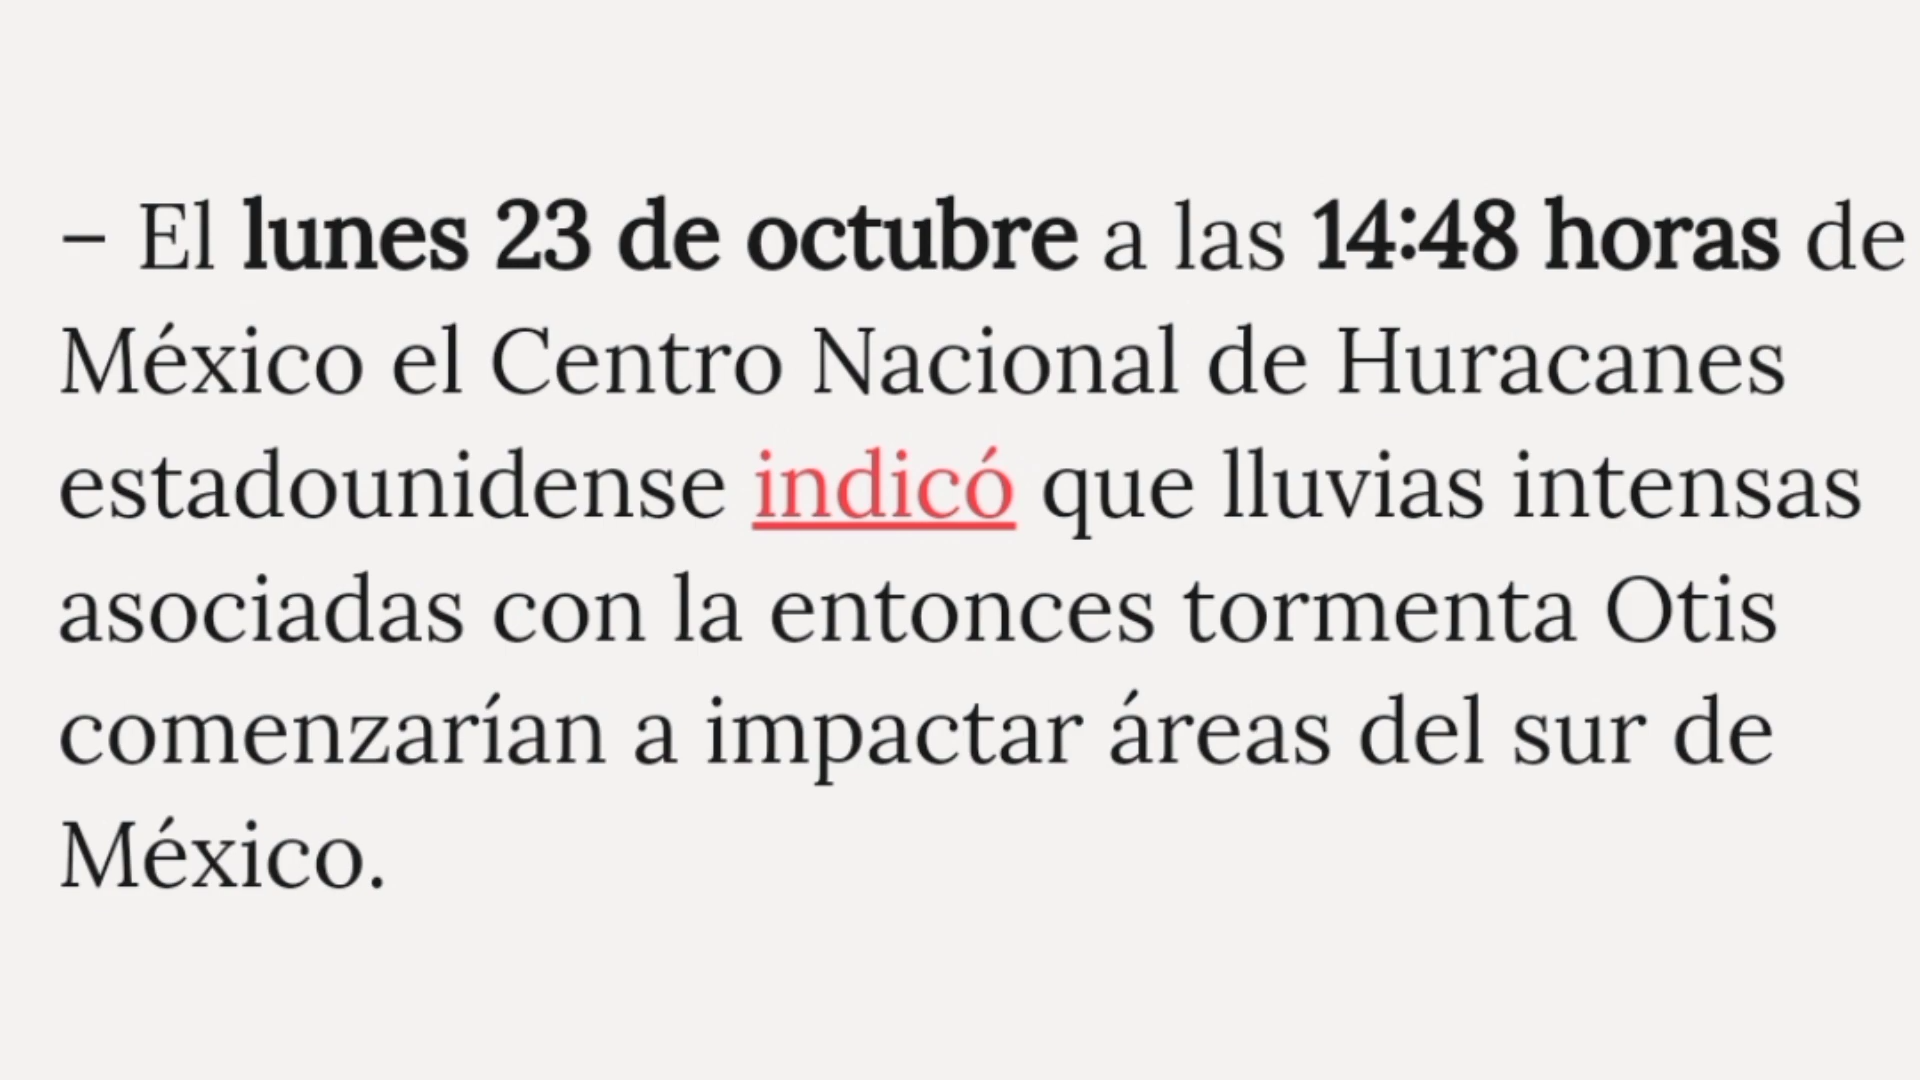 – El lunes 23 de octubre a las 14:48 horas de
México el Centro Nacional de Huracanes
estadounidense indicó que lluvias intensas
asociadas con la entonces tormenta Otis
comenzarían a impactar áreas del sur de
México.